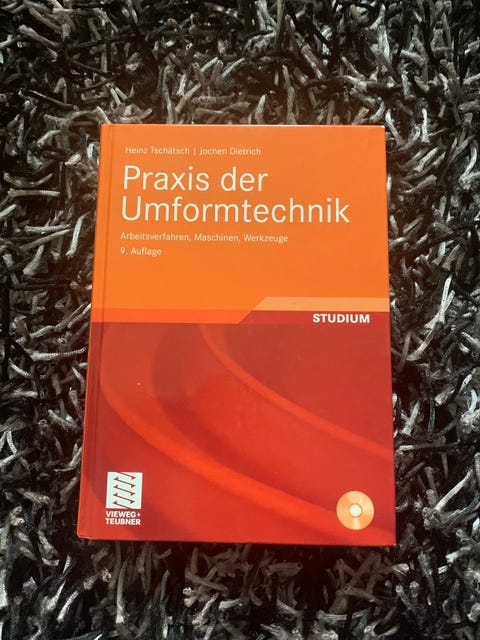 Heinz Tschätsch | Jochen Dietrich
Praxis der
Umformtechnik
Arbeitsverfahren, Maschinen, Werkzeuge
9. Auflage
STUDIUM
VIEWEG+
TEUBNER